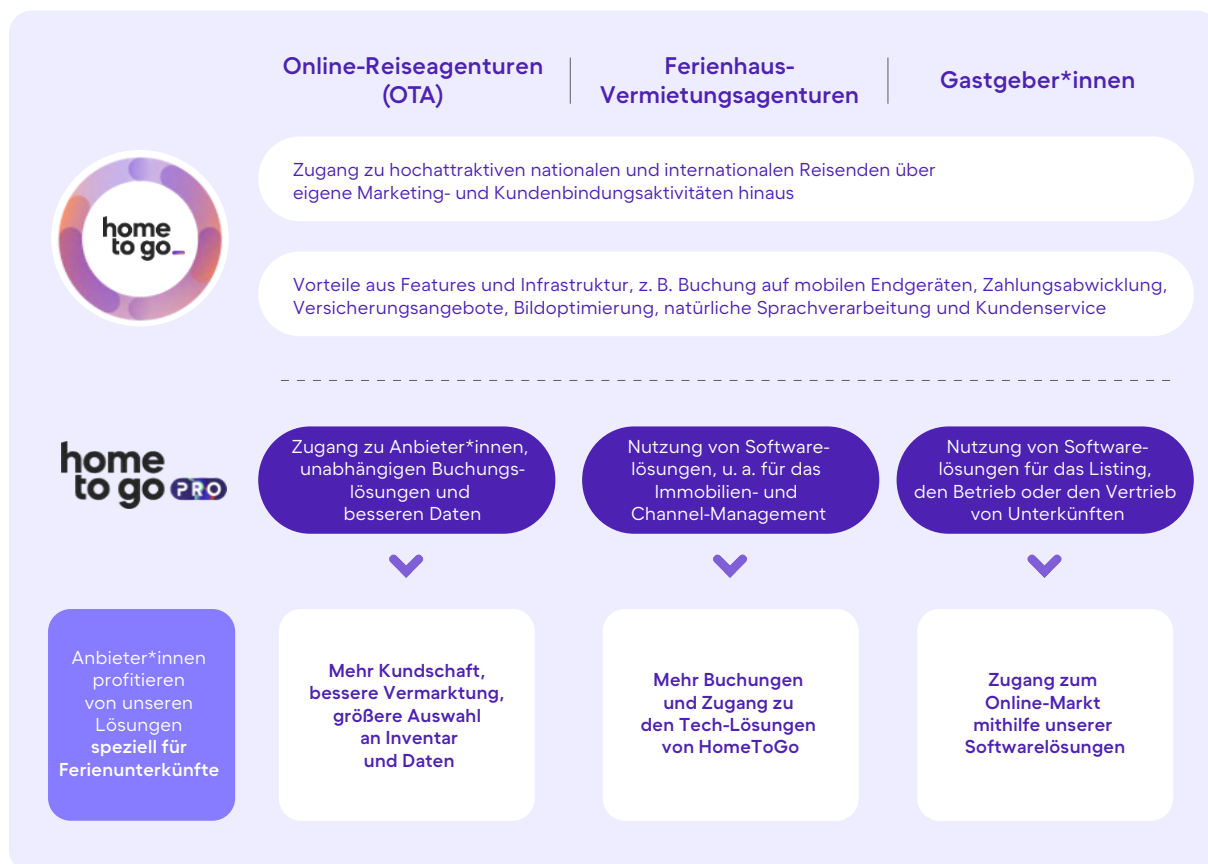 Online-Reiseagenturen
(OTA)
Ferienhaus-
Vermietungsagenturen
Gastgeber*innen
home
to go_
Zugang zu hochattraktiven nationalen und internationalen Reisenden über
eigene Marketing- und Kundenbindungsaktivitäten hinaus
Vorteile aus Features und Infrastruktur, z. B. Buchung auf mobilen Endgeräten, Zahlungsabwicklung,
Versicherungsangebote, Bildoptimierung, natürliche Sprachverarbeitung und Kundenservice
home
to go PRO
Zugang zu Anbieter*innen,
unabhängigen Buchungs-
lösungen und
besseren Daten
Nutzung von Software-
lösungen, u. a. für das
Immobilien- und
Channel-Management
Nutzung von Software-
lösungen für das Listing,
den Betrieb oder den Vertrieb
von Unterkünften
Anbieter*innen
profitieren
von unseren
Lösungen
speziell für
Ferienunterkünfte
Mehr Kundschaft,
bessere Vermarktung,
größere Auswahl
an Inventar
und Daten
Mehr Buchungen
und Zugang zu
den Tech-Lösungen
von HomeToGo
Zugang zum
Online-Markt
mithilfe unserer
Softwarelösungen